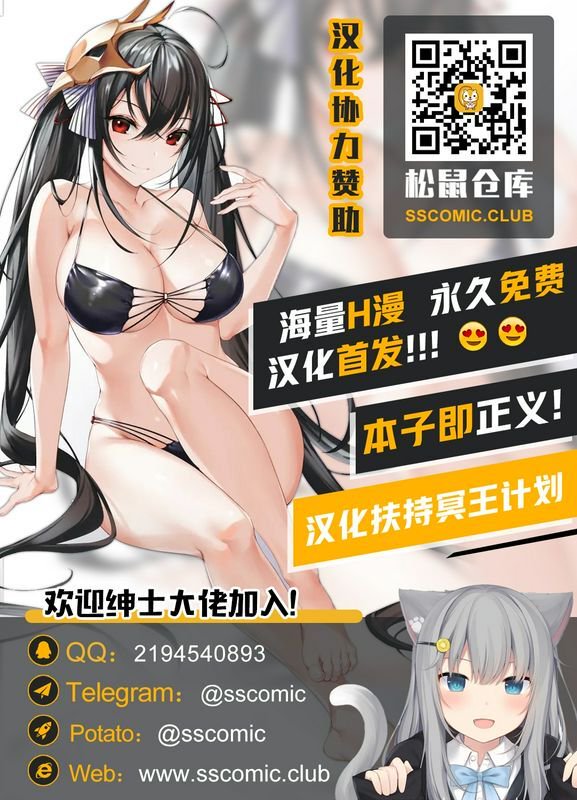 汉化协力赞助
松鼠仓库
SSCOMIC.CLUB
海量H漫 永久免费
汉化首发!!!
本子即正义!
汉化扶持冥王计划
欢迎绅士大佬加入!
QQ: 2194540893
Telegram: @sscomic
Potato: @sscomic
Web: www.sscomic.club